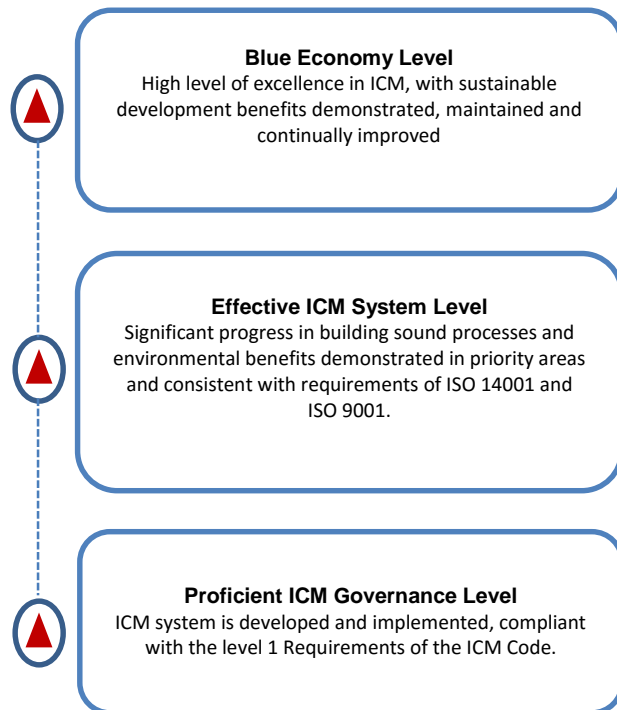 Blue Economy Level
High level of excellence in ICM, with sustainable
development benefits demonstrated, maintained and
continually improved
Effective ICM System Level
Significant progress in building sound processes and
environmental benefits demonstrated in priority areas
and consistent with requirements of ISO 14001 and
ISO 9001.
Proficient ICM Governance Level
ICM system is developed and implemented, compliant
with the level 1 Requirements of the ICM Code.